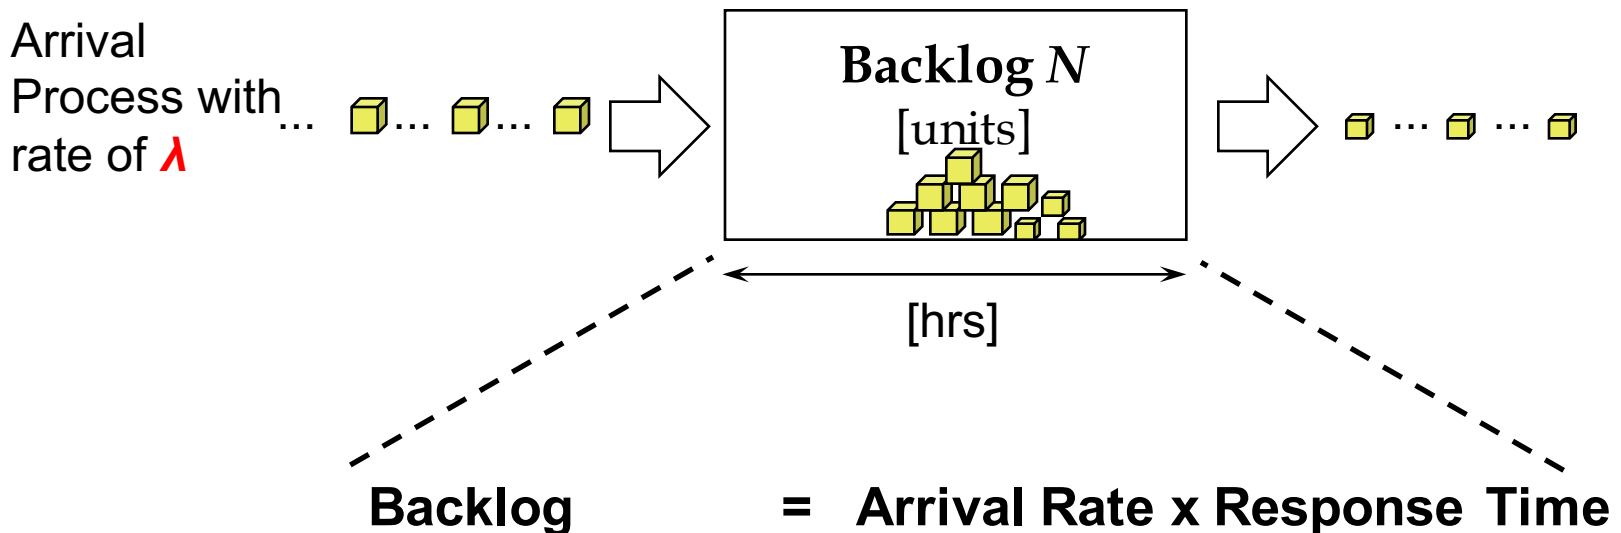 Arrival
Process with
rate of λ
... ... ...
Backlog N
[units]
... ...
[hrs]
Backlog = Arrival Rate x Response Time